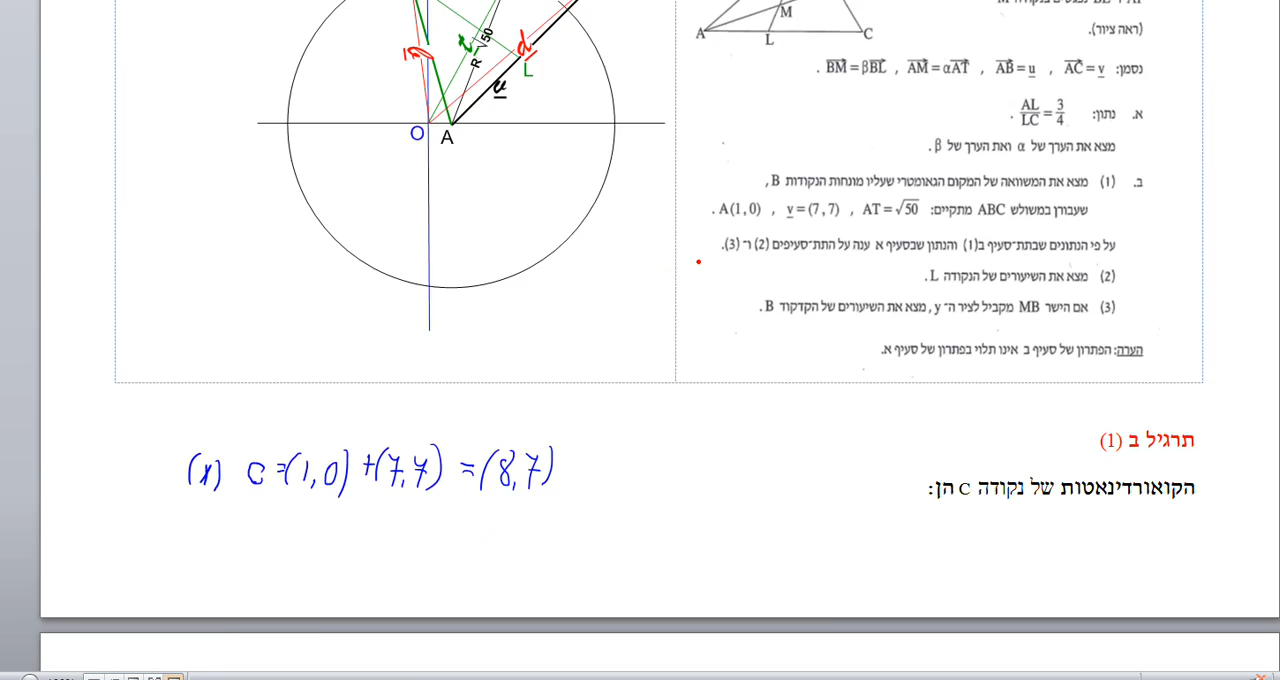 M
A
L
C
(ראה ציור).
נסמן: AC = v , AB = u , AM = αAT , BM = βBL .
א. נתון: AL/LC = 3/4 .
מצא את הערך של α ואת הערך של β.
ב. (1) מצא את המשוואה של המקום הגאומטרי שעליו מונחות הנקודות B,
שעבורן במשולש ABC מתקיים: AT = √50 , v = (7, 7) , A(1, 0) .
על פי הנתונים שבתת־סעיף ב(1) והנתון שבסעיף א ענה על התת־סעיפים (2) ו־ (3).
(2) מצא את השיעורים של הנקודה L.
(3) אם הישר MB מקביל לציר ה־ y, מצא את השיעורים של הקדקוד B.
הערה: הפתרון של סעיף ב אינו תלוי בפתרון של סעיף א.
t
R=√50
d
L
v
O
A
תרגיל ב (1)
הקואורדינאטות של נקודה C הן:
C = (1, 0) + (7, 7) = (8, 7)